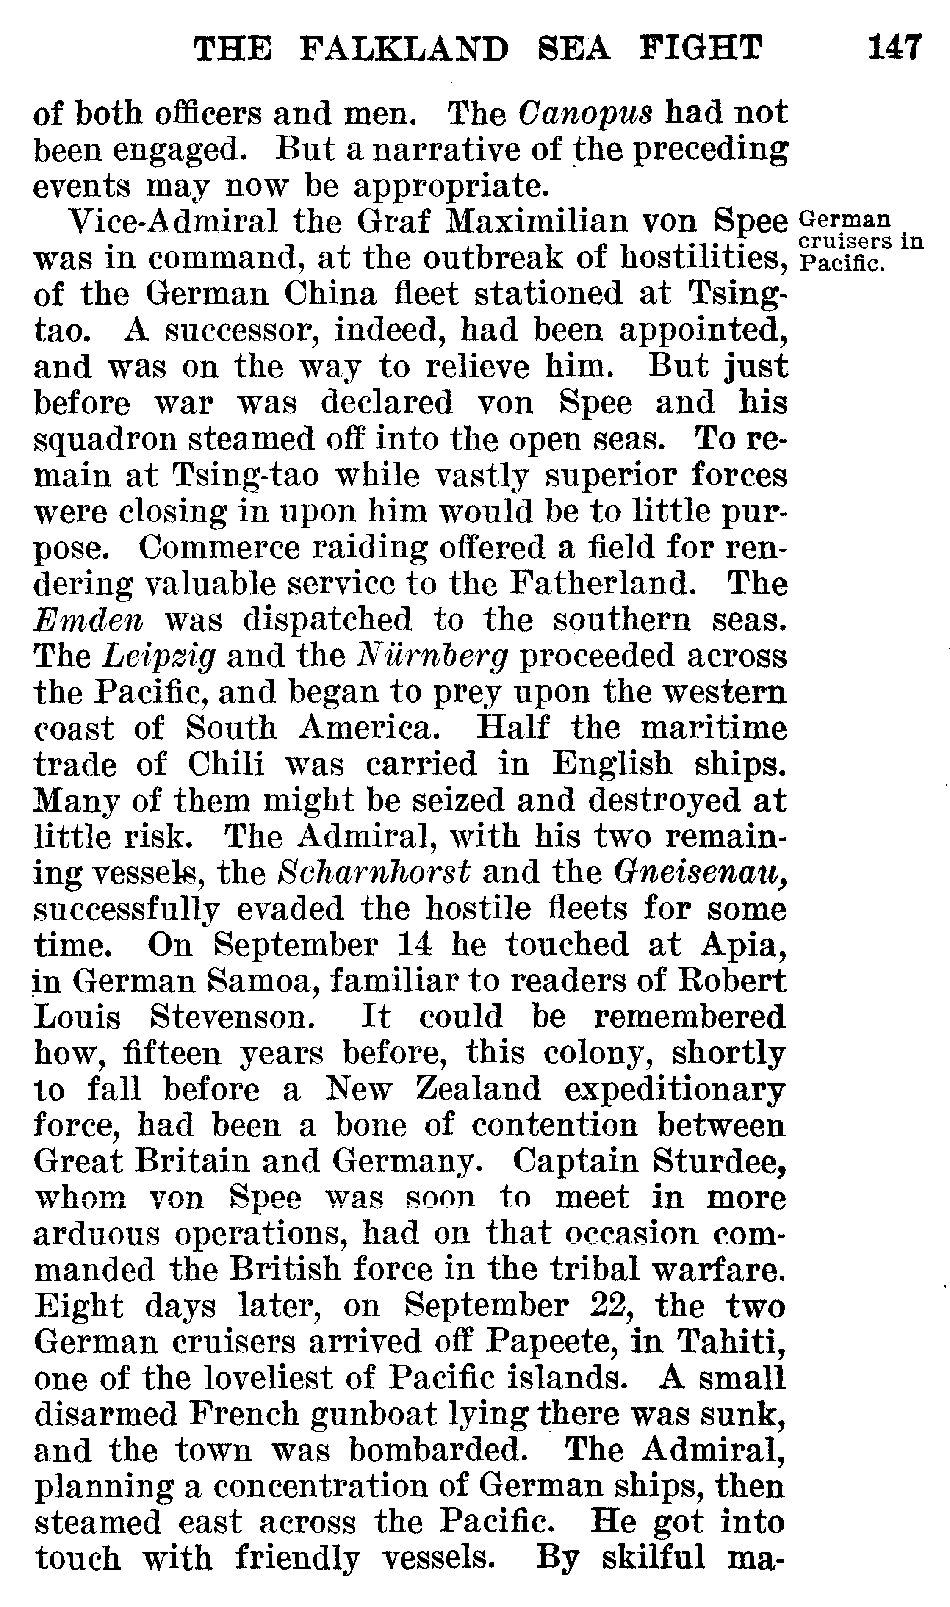 THE FALKLAND SEA FIGHT 147
of both officers and men. The Canopus had not
been engaged. But a narrative of the preceding
events may now be appropriate.
Vice-Admiral the Graf Maximilian von Spee
German
cruisers in
Pacific.
was in command, at the outbreak of hostilities,
of the German China fleet stationed at Tsing-
tao. A successor, indeed, had been appointed,
and was on the way to relieve him. But just
before war was declared von Spee and his
squadron steamed off into the open seas. To re-
main at Tsing-tao while vastly superior forces
were closing in upon him would be to little pur-
pose. Commerce raiding offered a field for ren-
dering valuable service to the Fatherland. The
Emden was dispatched to the southern seas.
The Leipzig and the Nürnberg proceeded across
the Pacific, and began to prey upon the western
coast of South America. Half the maritime
trade of Chili was carried in English ships.
Many of them might be seized and destroyed at
little risk. The Admiral, with his two remain-
ing vessels, the Scharnhorst and the Gneisenau,
successfully evaded the hostile fleets for some
time. On September 14 he touched at Apia,
in German Samoa, familiar to readers of Robert
Louis Stevenson. It could be remembered
how, fifteen years before, this colony, shortly
to fall before a New Zealand expeditionary
force, had been a bone of contention between
Great Britain and Germany. Captain Sturdee,
whom von Spee was soon to meet in more
arduous operations, had on that occasion com-
manded the British force in the tribal warfare.
Eight days later, on September 22, the two
German cruisers arrived off Papeete, in Tahiti,
one of the loveliest of Pacific islands. A small
disarmed French gunboat lying there was sunk,
and the town was bombarded. The Admiral,
planning a concentration of German ships, then
steamed east across the Pacific. He got into
touch with friendly vessels. By skilful ma-